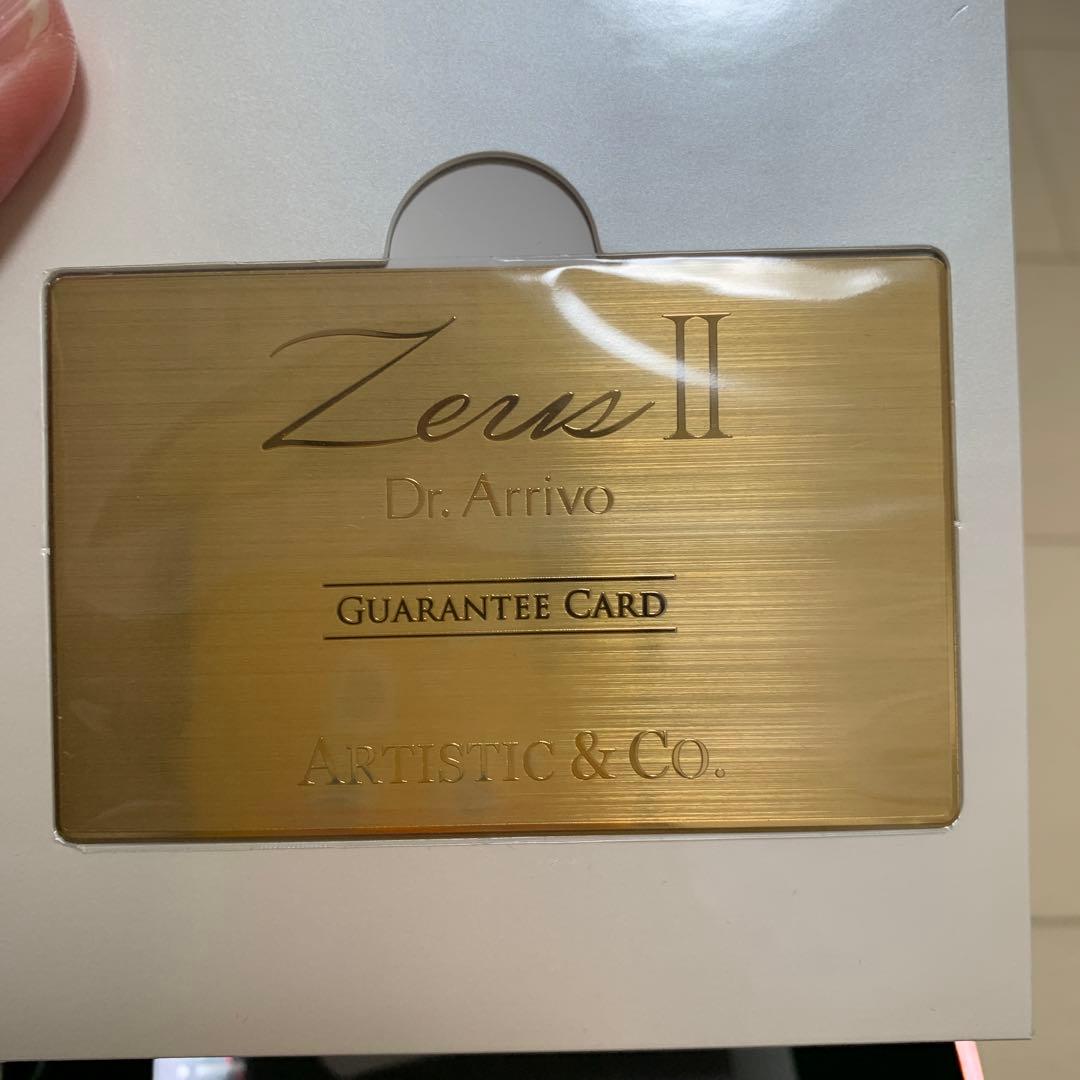 Zeus II
Dr. Arrivo
GUARANTEE CARD
ARTISTIC & CO.